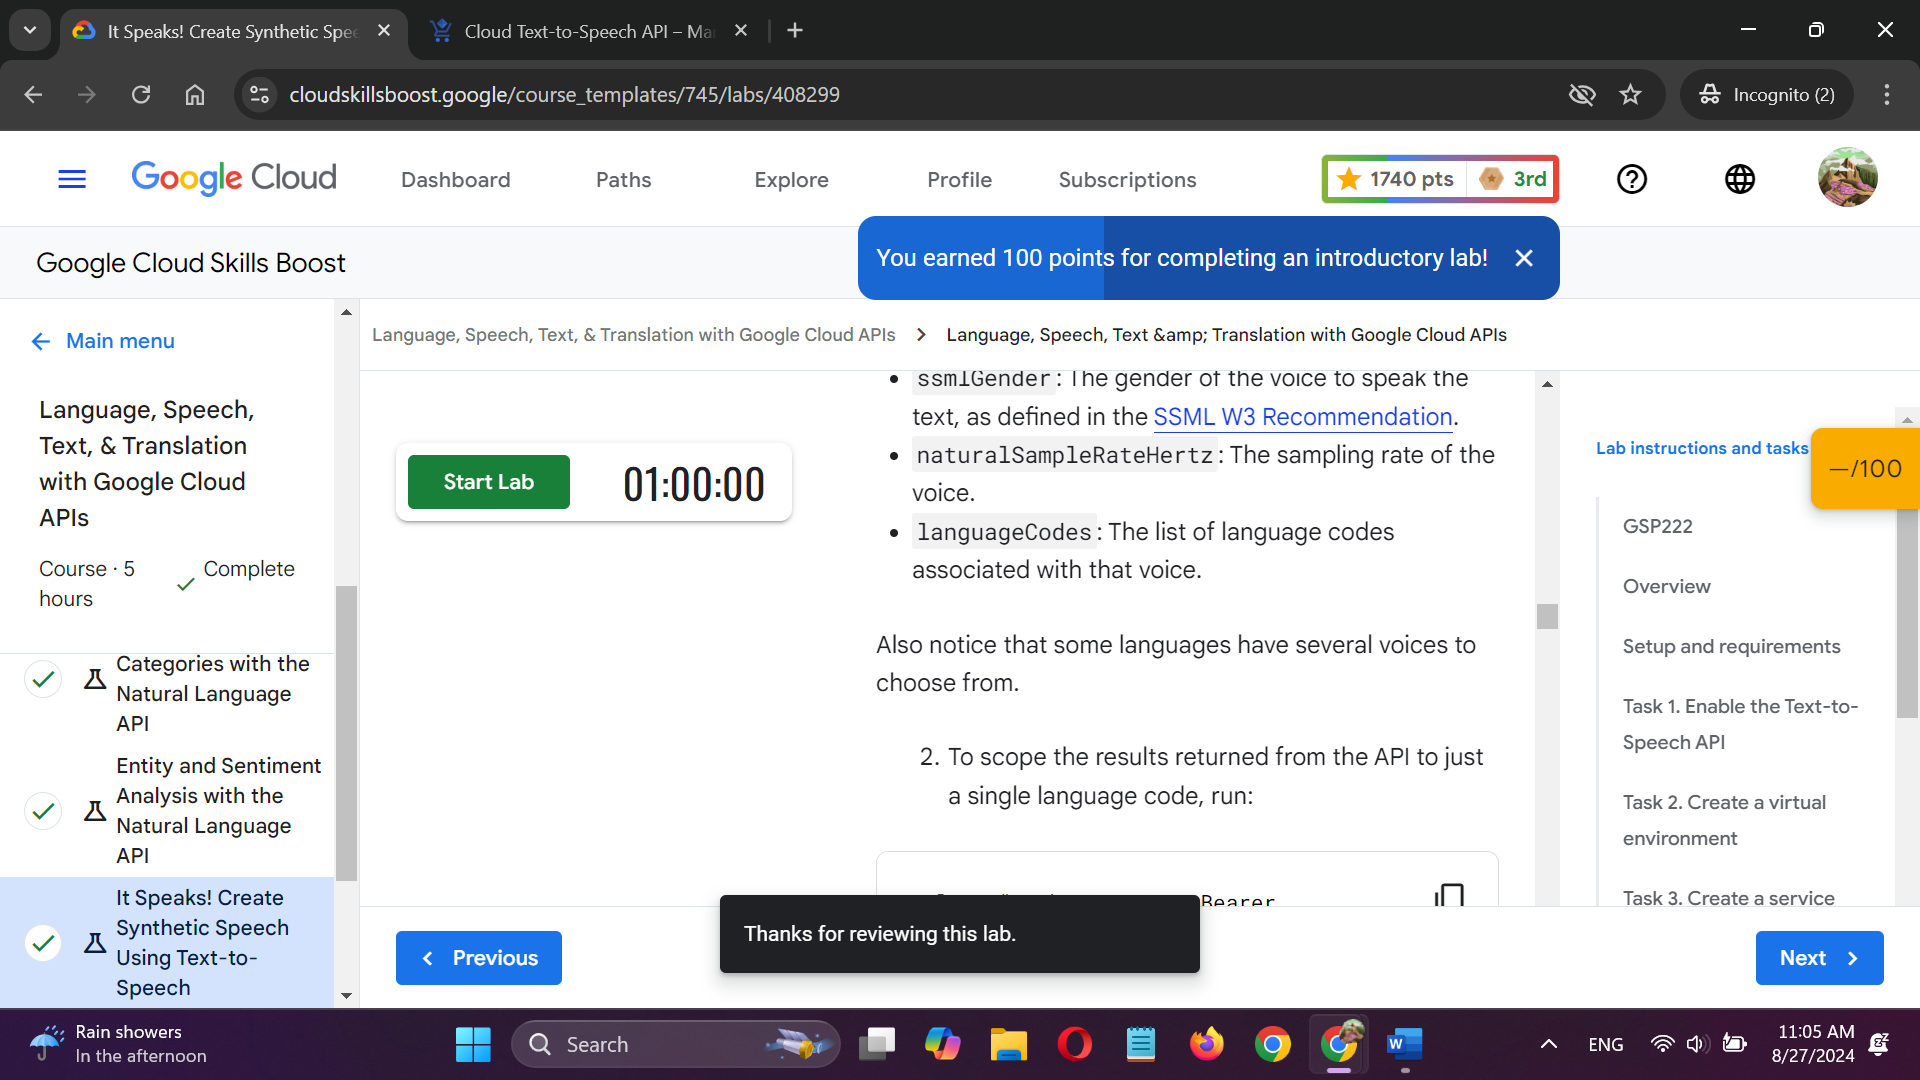 It Speaks! Create Synthetic Spee
Cloud Text-to-Speech API – Ma
cloudskillsboost.google/course_templates/745/labs/408299
Incognito (2)
Google Cloud
Dashboard
Paths
Explore
Profile
Subscriptions
1740 pts
3rd
Google Cloud Skills Boost
You earned 100 points for completing an introductory lab!
Main menu
Language, Speech,
Text, & Translation
with Google Cloud
APIs
Course · 5
hours
Complete
Categories with the
Natural Language
API
Entity and Sentiment
Analysis with the
Natural Language
API
It Speaks! Create
Synthetic Speech
Using Text-to-
Speech
Language, Speech, Text, & Translation with Google Cloud APIs
Language, Speech, Text &amp; Translation with Google Cloud APIs
Start Lab
01:00:00
ssmlGender: The gender of the voice to speak the
text, as defined in the SSML W3 Recommendation.
naturalSampleRateHertz: The sampling rate of the
voice.
languageCodes: The list of language codes
associated with that voice.
Also notice that some languages have several voices to
choose from.
2. To scope the results returned from the API to just
a single language code, run:
Bearer
Lab instructions and tasks
—/100
GSP222
Overview
Setup and requirements
Task 1. Enable the Text-to-
Speech API
Task 2. Create a virtual
environment
Task 3. Create a service
Previous
Thanks for reviewing this lab.
Next
Rain showers
In the afternoon
Search
ENG
11:05 AM
8/27/2024